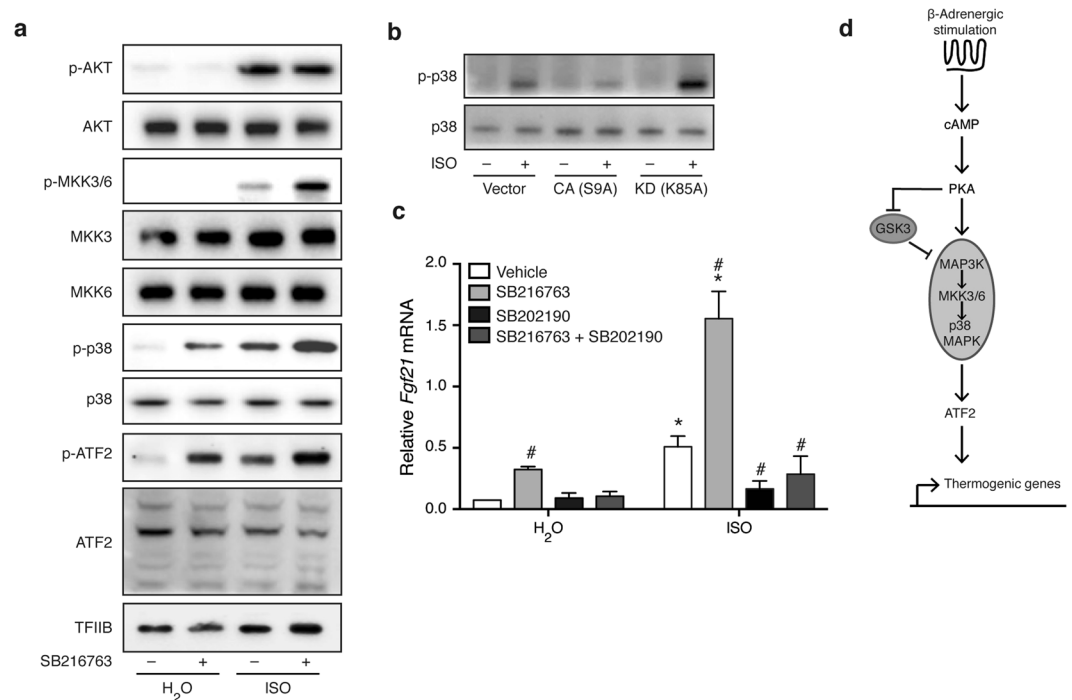 a
p-AKT
AKT
p-MKK3/6
MKK3
MKK6
p-p38
p38
p-ATF2
ATF2
TFIIB
SB216763 – + – +
H2O ISO
b
p-p38
p38
ISO – + – + – +
Vector CA (S9A) KD (K85A)
c
Relative Fgf21 mRNA
2.0
1.5
1.0
0.5
0.0
Vehicle
SB216763
SB202190
SB216763 + SB202190
#
*
#
*
#
#
H2O ISO
d
β-Adrenergic
stimulation
cAMP
PKA
GSK3
MAP3K
MKK3/6
p38
MAPK
ATF2
Thermogenic genes